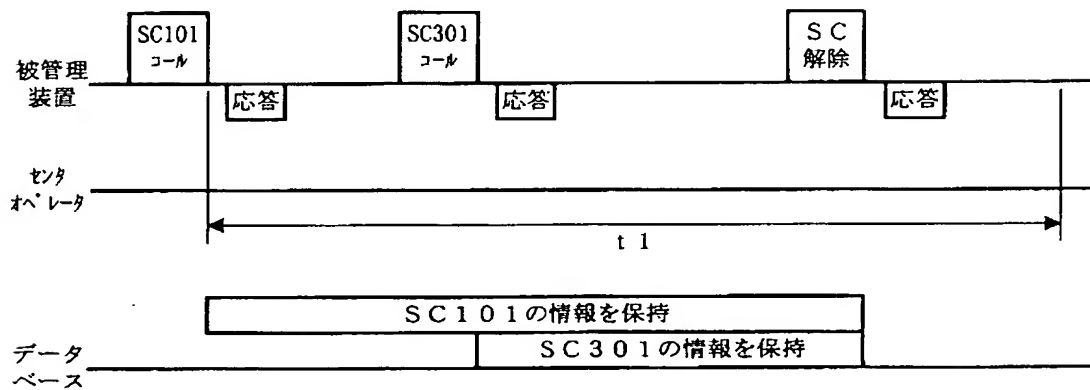 SC101
コール
SC301
コール
ＳＣ
解除
被管理
装置
応答
応答
応答
センタ
オペレータ
ｔ１
ＳＣ１０１の情報を保持
ＳＣ３０１の情報を保持
データ
ベース